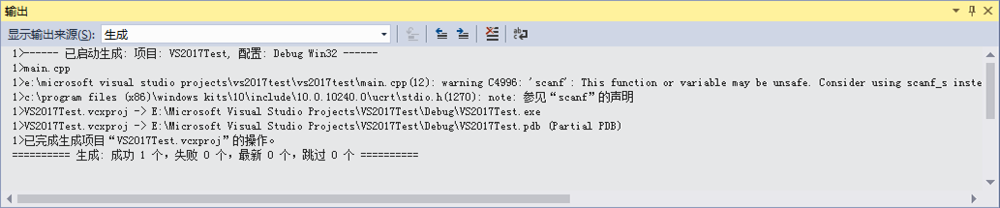 输出
显示输出来源(S): 生成
1>------ 已启动生成: 项目: VS2017Test, 配置: Debug Win32 ------
1>main.cpp
1>e:\microsoft visual studio projects\vs2017test\vs2017test\main.cpp(12): warning C4996: 'scanf': This function or variable may be unsafe. Consider using scanf_s inste
1>c:\program files (x86)\windows kits\10\include\10.0.10240.0\ucrt\stdio.h(1270): note: 参见“scanf”的声明
1>VS2017Test.vcxproj -> E:\Microsoft Visual Studio Projects\VS2017Test\Debug\VS2017Test.exe
1>VS2017Test.vcxproj -> E:\Microsoft Visual Studio Projects\VS2017Test\Debug\VS2017Test.pdb (Partial PDB)
1>已完成生成项目“VS2017Test.vcxproj”的操作。
========== 生成: 成功 1 个，失败 0 个，最新 0 个，跳过 0 个 ==========